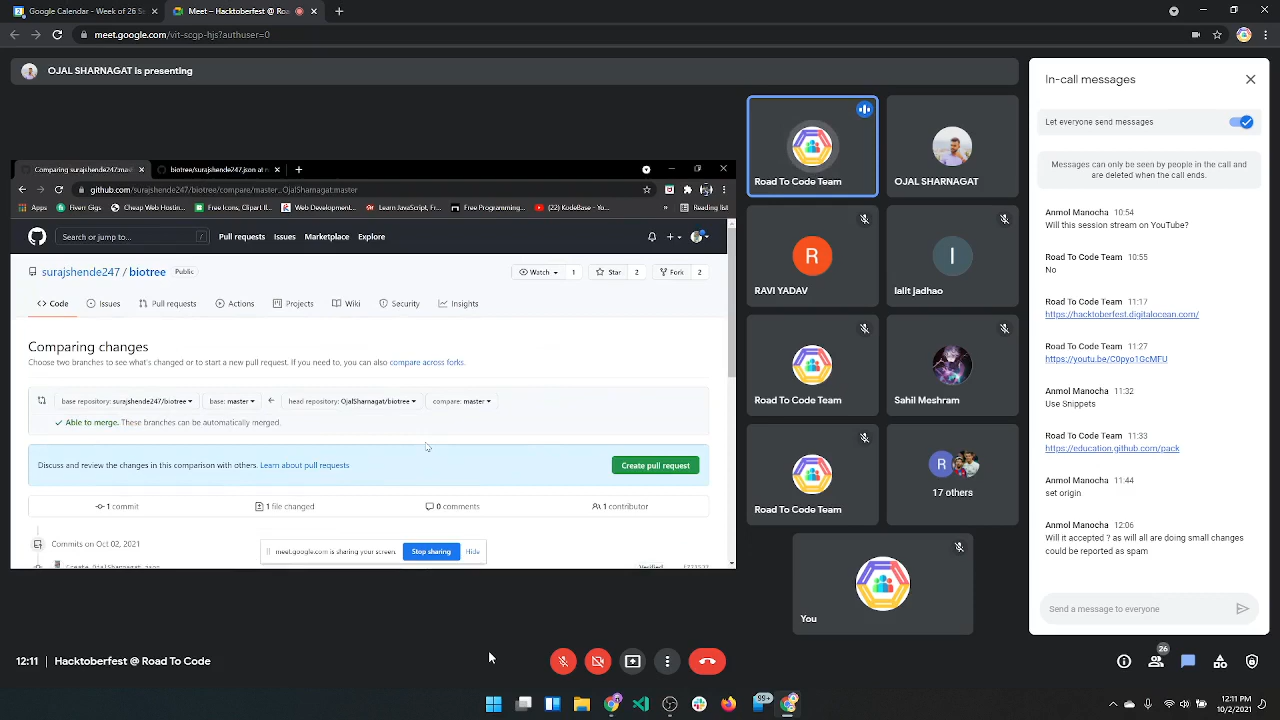 Google Calendar - Week of 26 Se
Meet – Hacktoberfest @ Ro
meet.google.com/vit-scgp-hjs?authuser=0
OJAL SHARNAGAT is presenting
Comparing surajshende247:mast
biotree/surajshende247.json at m
github.com/surajshende247/biotree/compare/master...OjalSharnagat:master
Apps
Fiverr Gigs
Cheap Web Hosting...
Free Icons, Clipart Ill...
Web Development...
Learn JavaScript, Fr...
Free Programming...
(22) KodeBase - Yo...
»
Reading list
Search or jump to...
/
Pull requests
Issues
Marketplace
Explore
surajshende247 / biotree
Public
Watch
1
Star
2
Fork
2
Code
Issues
Pull requests
Actions
Projects
Wiki
Security
Insights
Comparing changes
Choose two branches to see what's changed or to start a new pull request. If you need to, you can also compare across forks.
base repository: surajshende247/biotree
base: master
head repository: OjalSharnagat/biotree
compare: master
Able to merge. These branches can be automatically merged.
Discuss and review the changes in this comparison with others. Learn about pull requests
Create pull request
1 commit
1 file changed
0 comments
1 contributor
Commits on Oct 02, 2021
meet.google.com is sharing your screen.
Stop sharing
Hide
Verified
Road To Code Team
OJAL SHARNAGAT
R
RAVI YADAV
l
lalit jadhao
Road To Code Team
Sahil Meshram
Road To Code Team
R
17 others
You
In-call messages
Let everyone send messages
Messages can only be seen by people in the call and
are deleted when the call ends.
Anmol Manocha 10:54
Will this session stream on YouTube?
Road To Code Team 10:55
No
Road To Code Team 11:17
https://hacktoberfest.digitalocean.com/
Road To Code Team 11:27
https://youtu.be/C0pyo1GcMFU
Anmol Manocha 11:32
Use Snippets
Road To Code Team 11:33
https://education.github.com/pack
Anmol Manocha 11:44
set origin
Anmol Manocha 12:06
Will it accepted ? as will all are doing small changes
could be reported as spam
Send a message to everyone
12:11 | Hacktoberfest @ Road To Code
26
99+
12:11 PM
10/2/2021